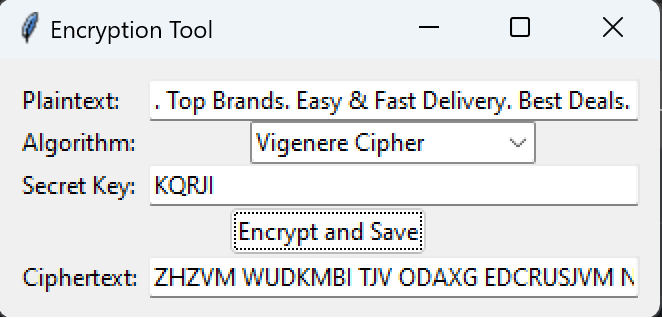 Encryption Tool
Plaintext: . Top Brands. Easy & Fast Delivery. Best Deals.
Algorithm: Vigenere Cipher
Secret Key: KQRJI
Encrypt and Save
Ciphertext: ZHZVM WUDKMBI TJV ODAXG EDCRUSJVM N